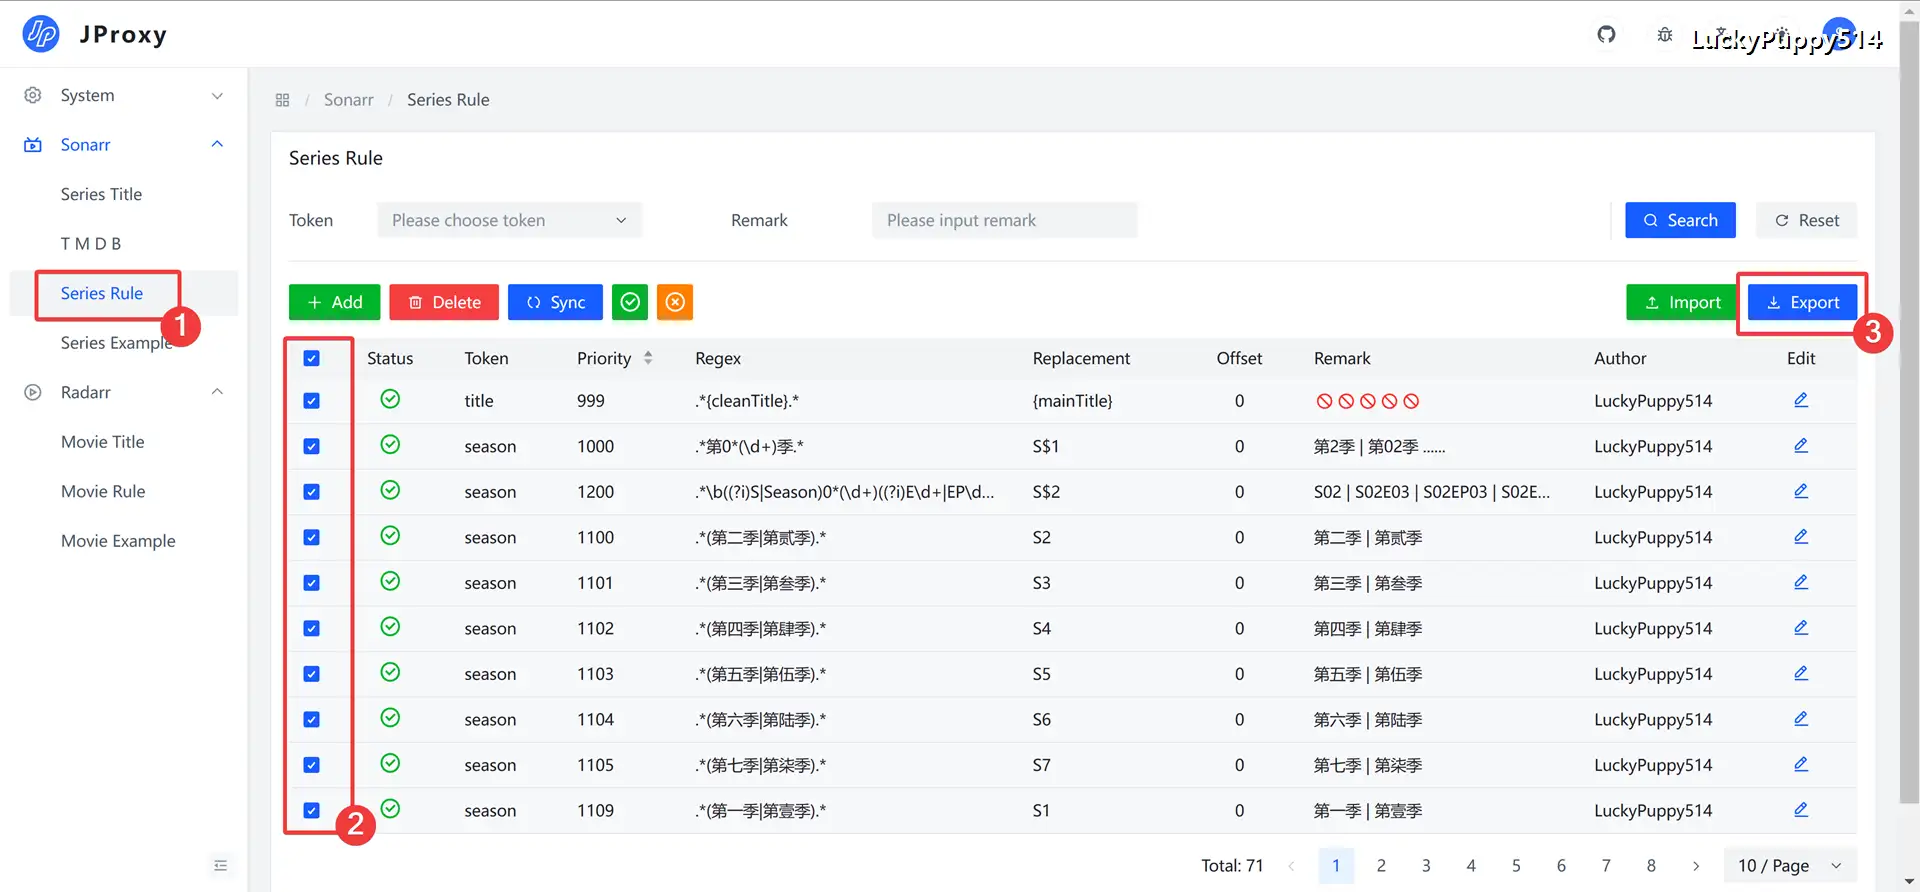 JProxy
LuckyPuppy514
System
Sonarr
Series Title
T M D B
Series Rule
1
Series Example
Radarr
Movie Title
Movie Rule
Movie Example
/ Sonarr / Series Rule
Series Rule
Token Please choose token Remark Please input remark Search Reset
Add Delete Sync Import Export
3
Status Token Priority Regex Replacement Offset Remark Author Edit
title 999 .*{cleanTitle}.* {mainTitle} 0 🚫🚫🚫🚫🚫 LuckyPuppy514
season 1000 .*第0*(\d+)季.* S$1 0 第2季 | 第02季 ...... LuckyPuppy514
season 1200 .*\b((?i)S|Season)0*(\d+)((?i)E\d+|EP\d... S$2 0 S02 | S02E03 | S02EP03 | S02E... LuckyPuppy514
season 1100 .*(第二季|第贰季).* S2 0 第二季 | 第贰季 LuckyPuppy514
season 1101 .*(第三季|第叁季).* S3 0 第三季 | 第叁季 LuckyPuppy514
season 1102 .*(第四季|第肆季).* S4 0 第四季 | 第肆季 LuckyPuppy514
season 1103 .*(第五季|第伍季).* S5 0 第五季 | 第伍季 LuckyPuppy514
season 1104 .*(第六季|第陆季).* S6 0 第六季 | 第陆季 LuckyPuppy514
season 1105 .*(第七季|第柒季).* S7 0 第七季 | 第柒季 LuckyPuppy514
season 1109 .*(第一季|第壹季).* S1 0 第一季 | 第壹季 LuckyPuppy514
2
Total: 71 1 2 3 4 5 6 7 8 10 / Page